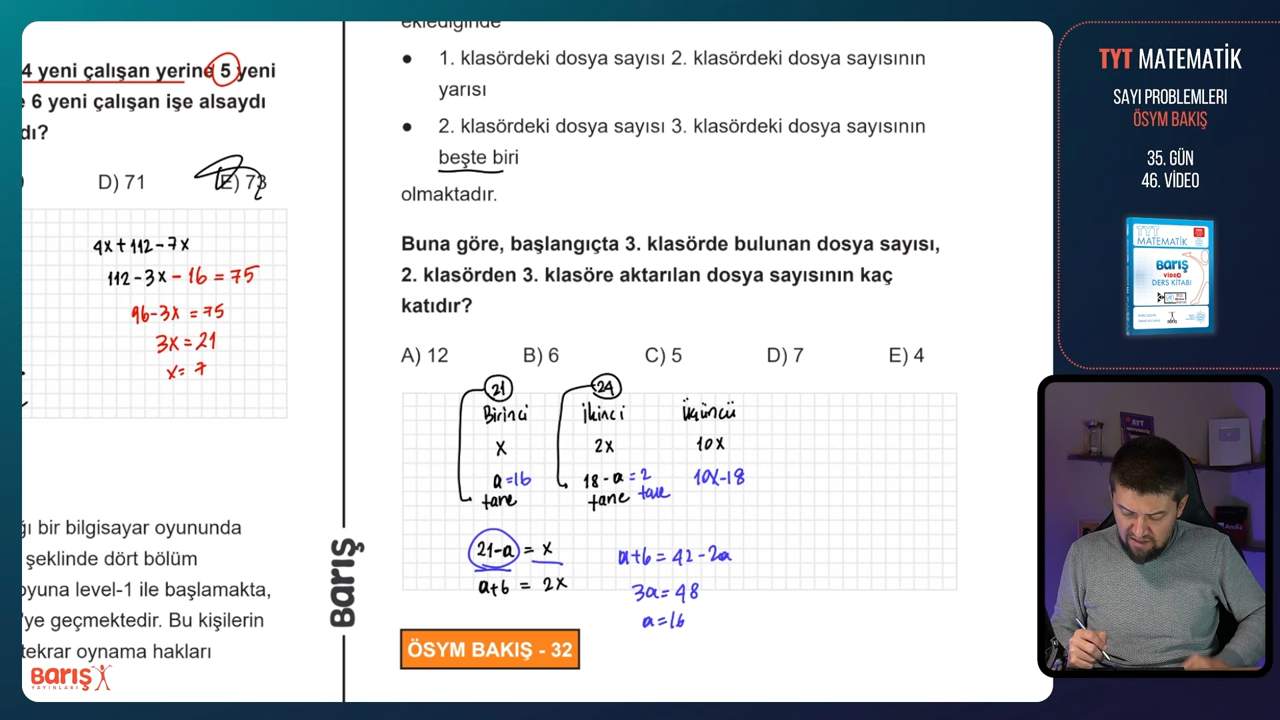 eklediğinde
4 yeni çalışan yerine 5 yeni
6 yeni çalışan işe alsaydı
dı?
D) 71
E) 73
4x+112-7x
112-3x-16=75
96-3x=75
3x=21
x=7
ğı bir bilgisayar oyununda
şeklinde dört bölüm
oyuna level-1 ile başlamakta,
'ye geçmektedir. Bu kişilerin
tekrar oynama hakları
BARIŞ
YAYINLARI
BARIŞ
• 1. klasördeki dosya sayısı 2. klasördeki dosya sayısının
yarısı
• 2. klasördeki dosya sayısı 3. klasördeki dosya sayısının
beşte biri
olmaktadır.
Buna göre, başlangıçta 3. klasörde bulunan dosya sayısı,
2. klasörden 3. klasöre aktarılan dosya sayısının kaç
katıdır?
A) 12 B) 6 C) 5 D) 7 E) 4
21 24
Birinci İkinci Üçüncü
x 2x 10x
a=16 18-a=2 10x-18
tane tane tane
21-a=x
a+6=2x
a+6=42-2a
3a=48
a=16
ÖSYM BAKIŞ - 32
TYT MATEMATİK
SAYI PROBLEMLERI
ÖSYM BAKIŞ
35. GÜN
46. VİDEO
TYT
MATEMATİK
BARIŞ
VİDEO
DERS KİTABI